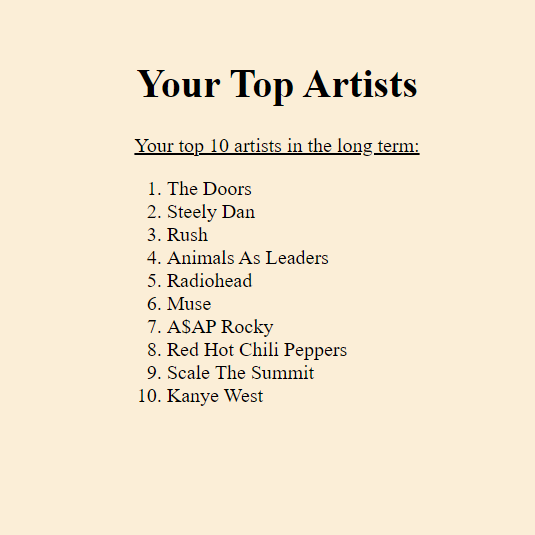 Your Top Artists
Your top 10 artists in the long term:
1. The Doors
2. Steely Dan
3. Rush
4. Animals As Leaders
5. Radiohead
6. Muse
7. A$AP Rocky
8. Red Hot Chili Peppers
9. Scale The Summit
10. Kanye West